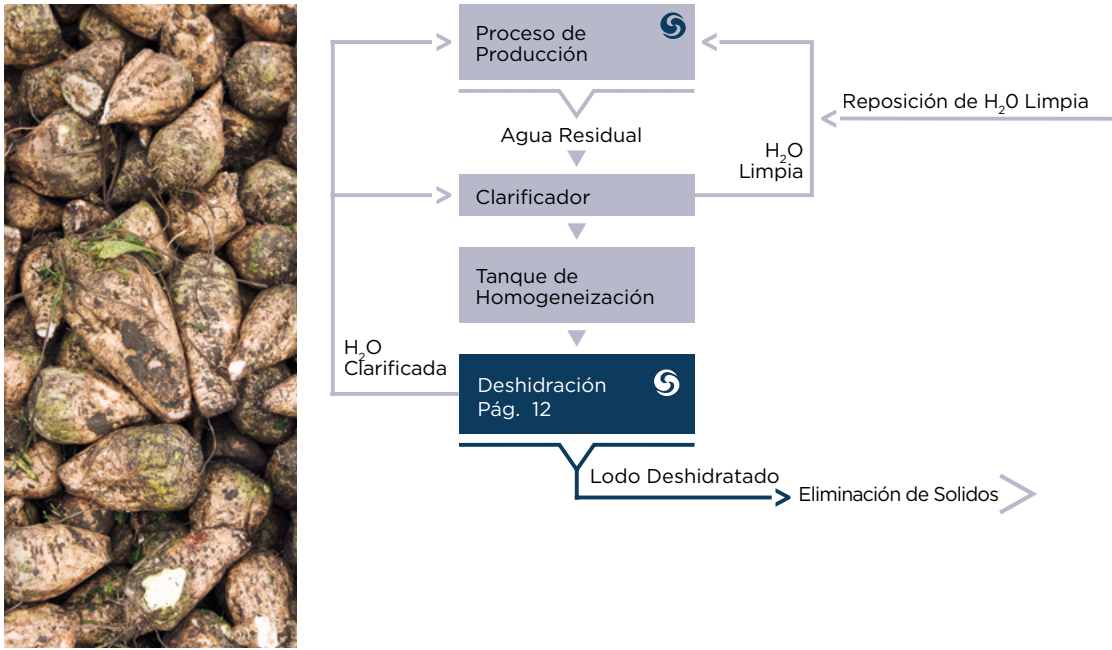 Proceso de
Producción
Reposición de H₂0 Limpia
Agua Residual
H₂O
Limpia
Clarificador
Tanque de
Homogeneización
H₂O
Clarificada
Deshidración
Pág. 12
Lodo Deshidratado
Eliminación de Solidos